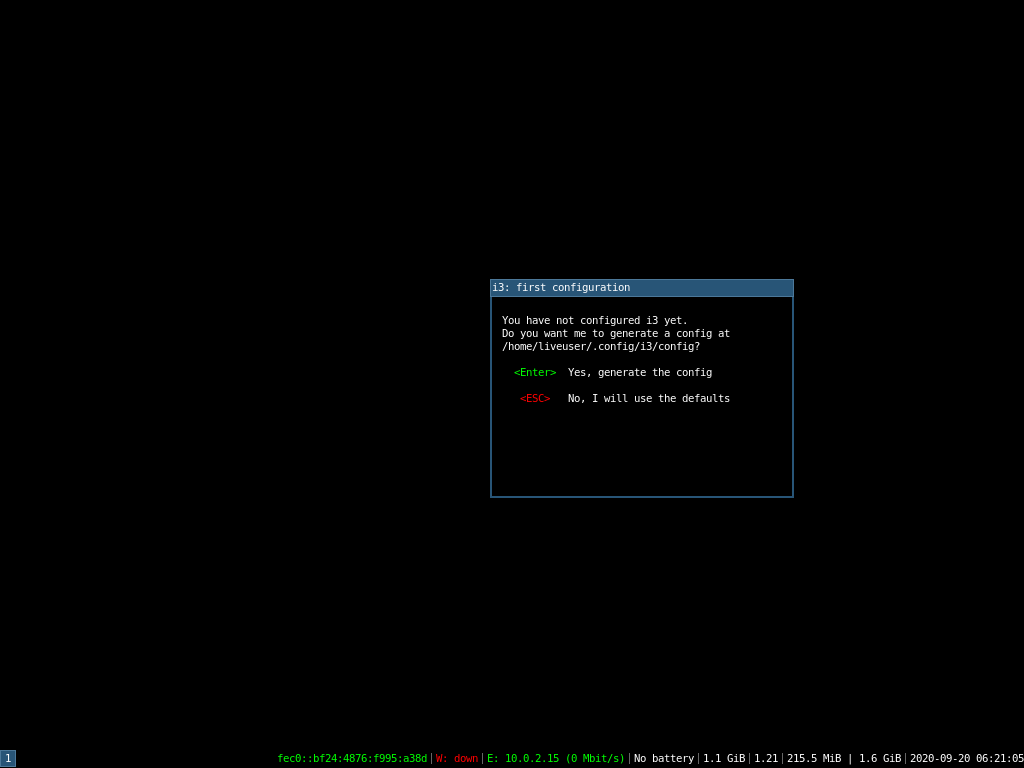 i3: first configuration
You have not configured i3 yet.
Do you want me to generate a config at
/home/liveuser/.config/i3/config?
<Enter> Yes, generate the config
<ESC> No, I will use the defaults
1 fec0::bf24:4876:f995:a38d|W: down|E: 10.0.2.15 (0 Mbit/s)|No battery|1.1 GiB|1.21|215.5 MiB | 1.6 GiB|2020-09-20 06:21:05